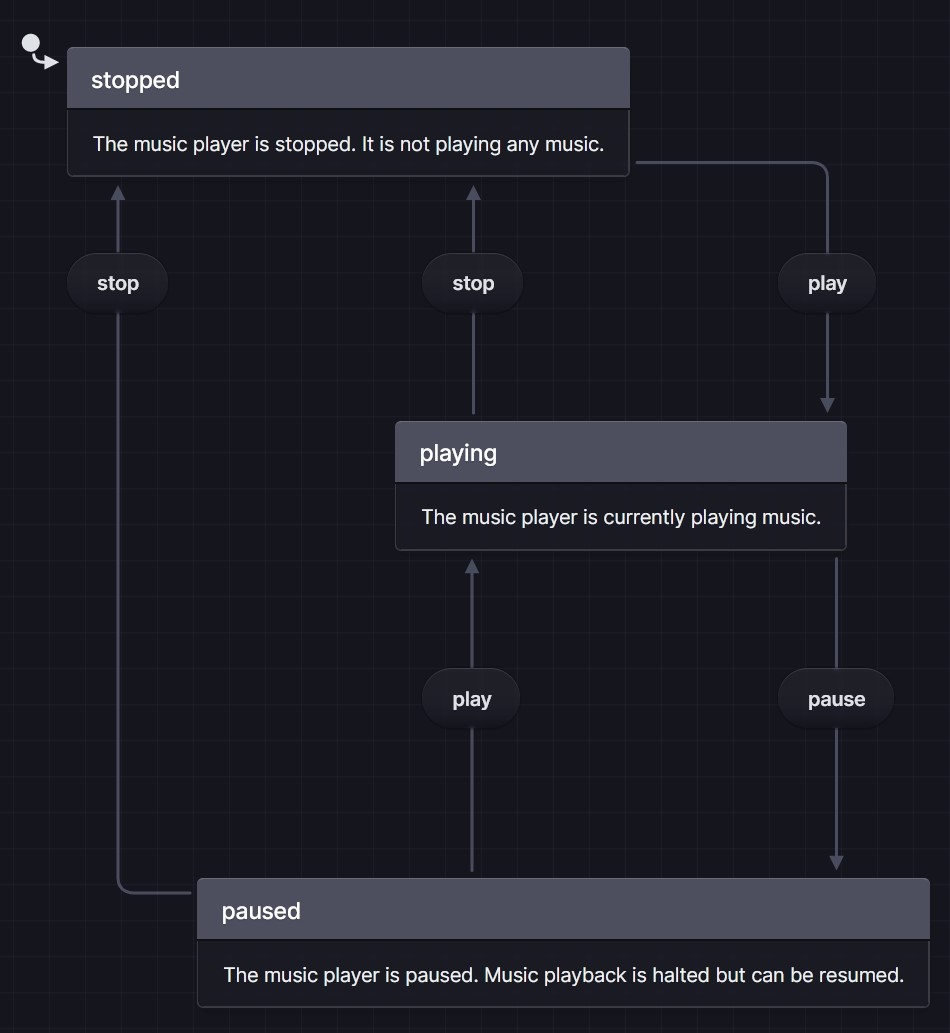 stopped
The music player is stopped. It is not playing any music.
stop
stop
play
playing
The music player is currently playing music.
play
pause
paused
The music player is paused. Music playback is halted but can be resumed.